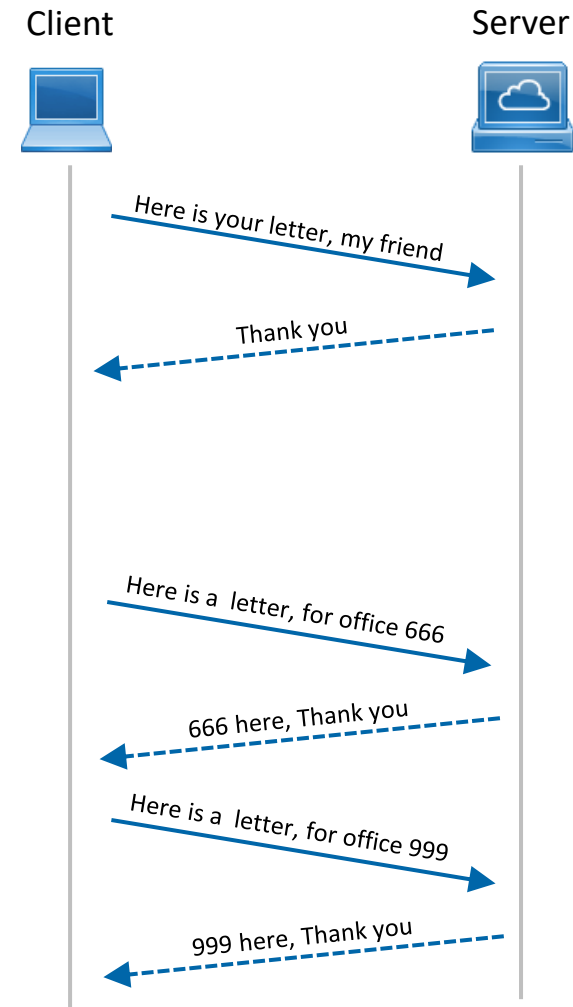 Client
Server
Here is your letter, my friend
Thank you
Here is a  letter, for office 666
666 here, Thank you
Here is a  letter, for office 999
999 here, Thank you